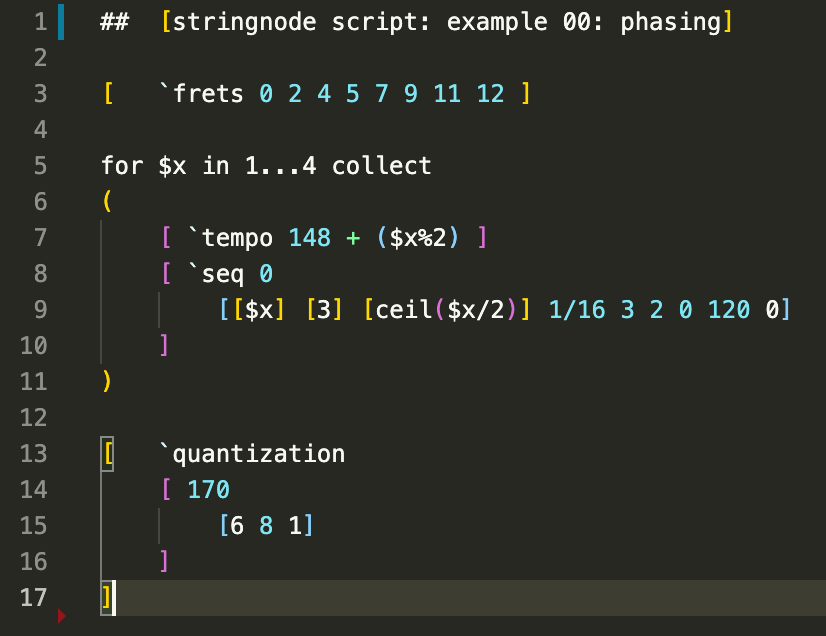 1 ## [stringnode script: example 00: phasing]
2
3 [ `frets 0 2 4 5 7 9 11 12 ]
4
5 for $x in 1...4 collect
6 (
7 [ `tempo 148 + ($x%2) ]
8 [ `seq 0
9 [[$x] [3] [ceil($x/2)] 1/16 3 2 0 120 0]
10 ]
11 )
12
13 [ `quantization
14 [ 170
15 [6 8 1]
16 ]
17 ]